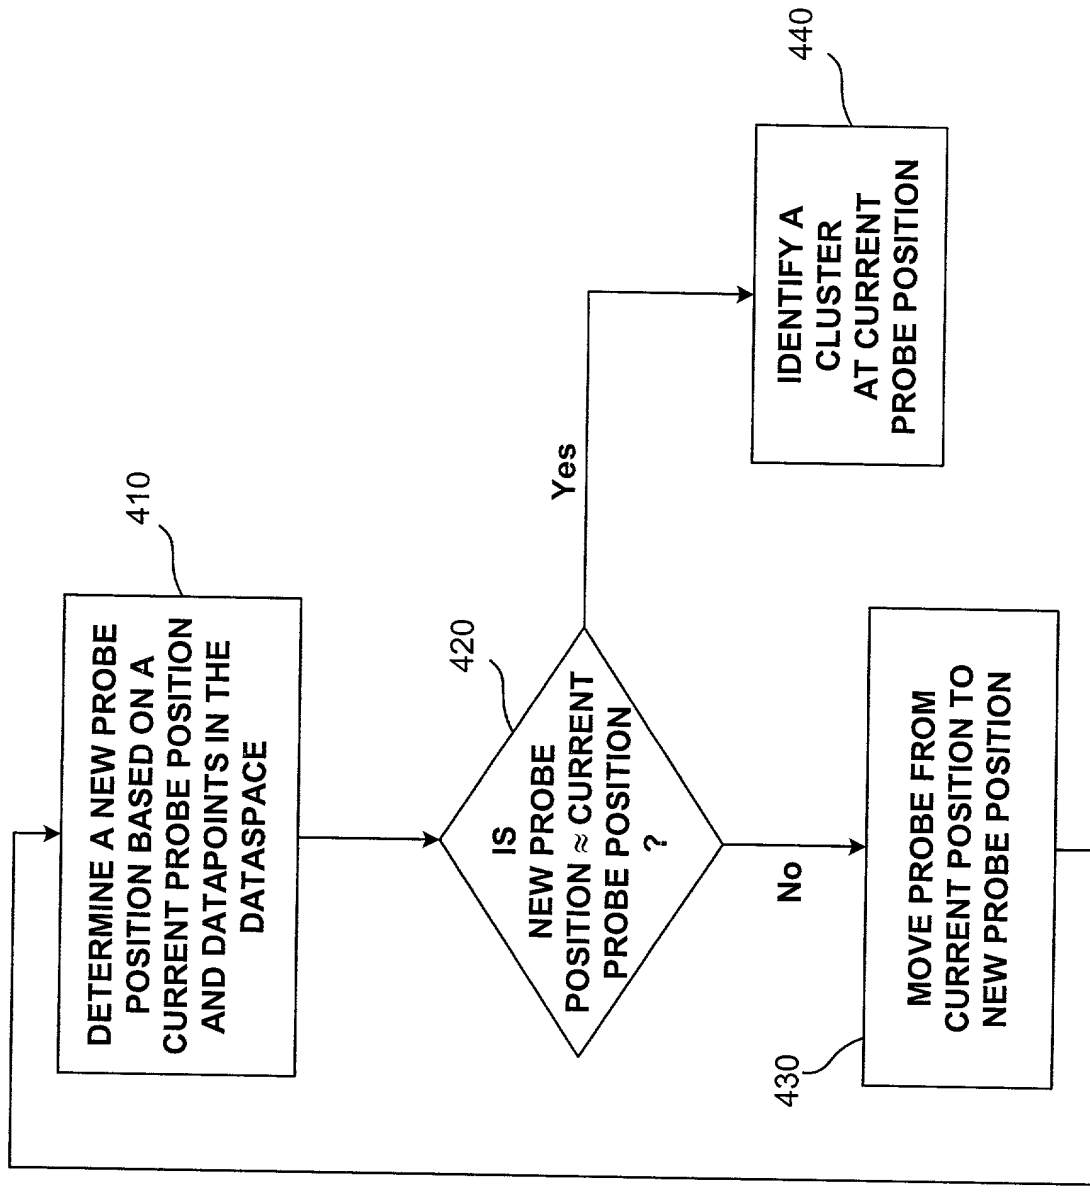 410
DETERMINE A NEW PROBE
POSITION BASED ON A
CURRENT PROBE POSITION
AND DATAPOINTS IN THE
DATASPACE
420
IS
NEW PROBE
POSITION ≈ CURRENT
PROBE POSITION
?
Yes
No
430
MOVE PROBE FROM
CURRENT POSITION TO
NEW PROBE POSITION
440
IDENTIFY A
CLUSTER
AT CURRENT
PROBE POSITION